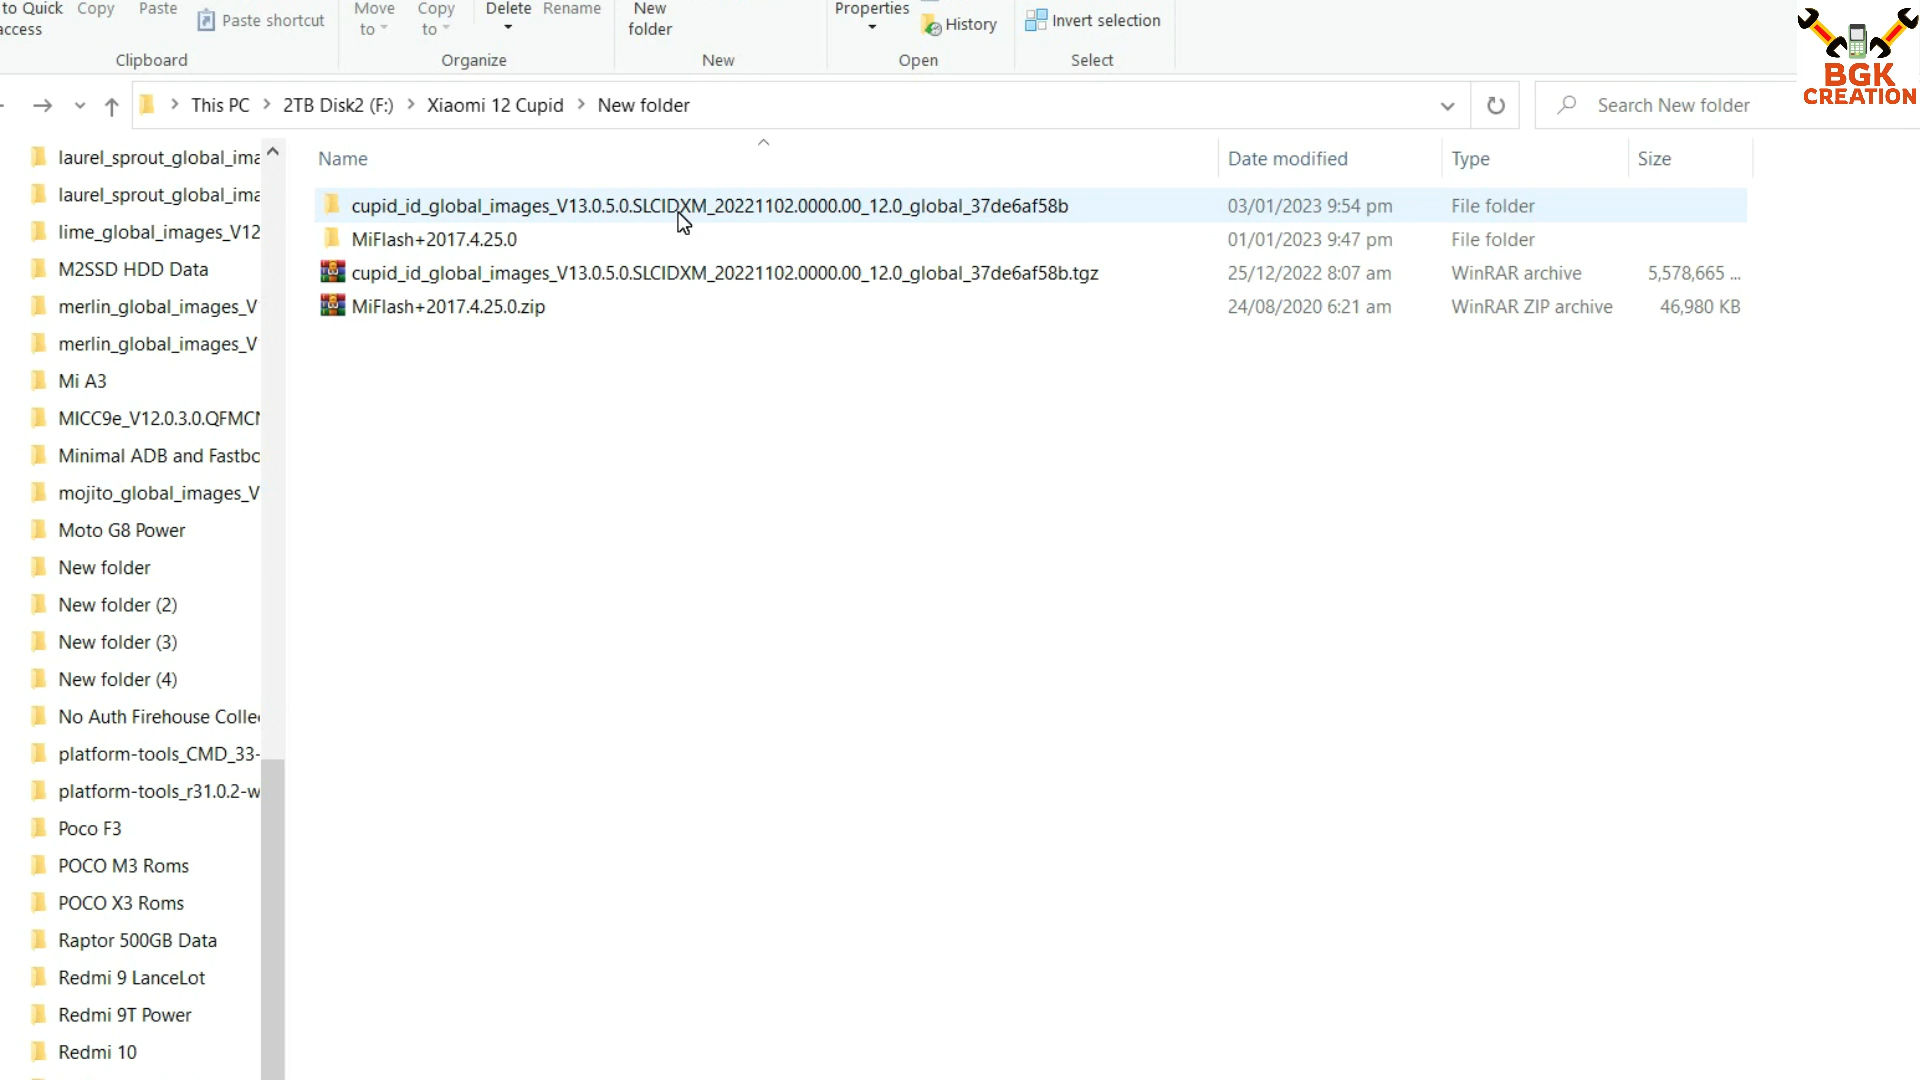 to Quick
access
Copy
Paste
Paste shortcut
Clipboard
Move
to
Copy
to
Delete
Rename
Organize
New
folder
New
Properties
History
Open
Invert selection
Select
BGK
CREATION
This PC > 2TB Disk2 (F:) > Xiaomi 12 Cupid > New folder
Search New folder
Name Date modified Type Size
cupid_id_global_images_V13.0.5.0.SLCIDXM_20221102.0000.00_12.0_global_37de6af58b 03/01/2023 9:54 pm File folder
MiFlash+2017.4.25.0 01/01/2023 9:47 pm File folder
cupid_id_global_images_V13.0.5.0.SLCIDXM_20221102.0000.00_12.0_global_37de6af58b.tgz 25/12/2022 8:07 am WinRAR archive 5,578,665 ...
MiFlash+2017.4.25.0.zip 24/08/2020 6:21 am WinRAR ZIP archive 46,980 KB
laurel_sprout_global_ima
laurel_sprout_global_ima
lime_global_images_V12
M2SSD HDD Data
merlin_global_images_V
merlin_global_images_V
Mi A3
MICC9e_V12.0.3.0.QFMCN
Minimal ADB and Fastbo
mojito_global_images_V
Moto G8 Power
New folder
New folder (2)
New folder (3)
New folder (4)
No Auth Firehouse Collec
platform-tools_CMD_33-
platform-tools_r31.0.2-w
Poco F3
POCO M3 Roms
POCO X3 Roms
Raptor 500GB Data
Redmi 9 LanceLot
Redmi 9T Power
Redmi 10